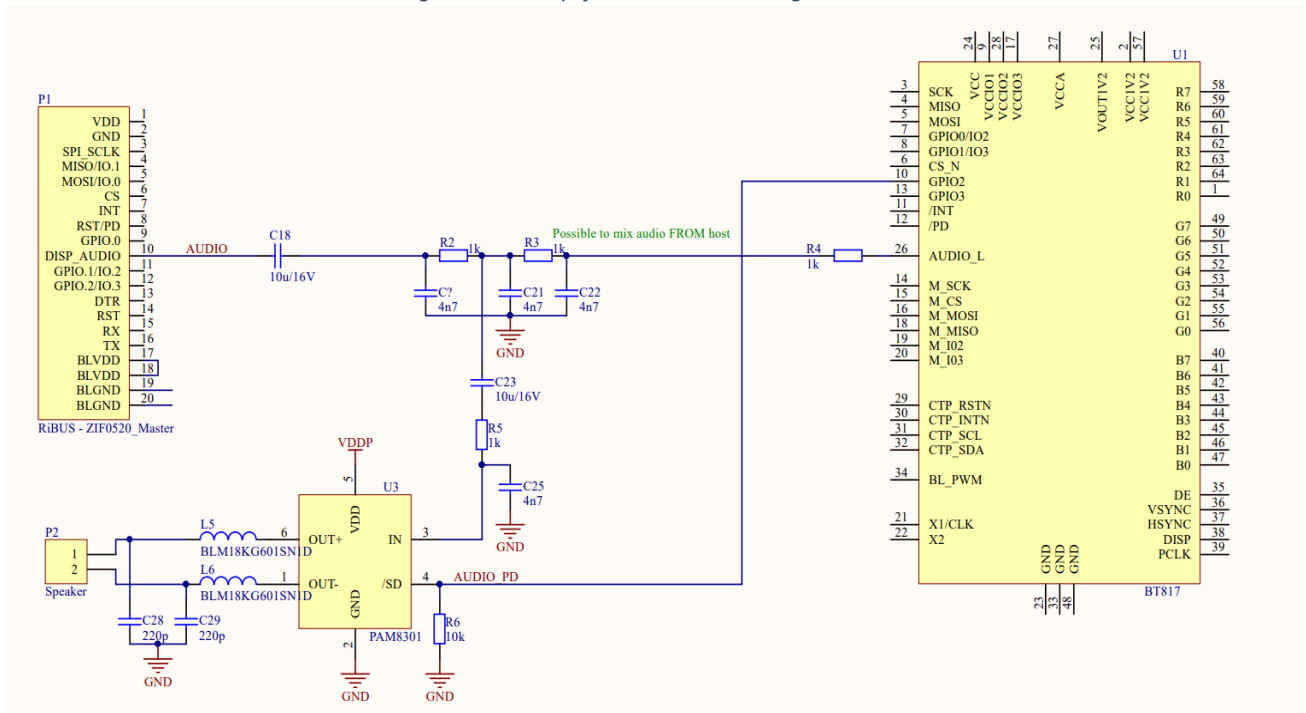 P1
VDD 1
GND 2
SPI_SCLK 3
MISO/IO.1 4
MOSI/IO.0 5
CS 6
INT 7
RST/PD 8
GPIO.0 9
DISP_AUDIO 10
GPIO.1/IO.2 11
GPIO.2/IO.3 12
DTR 13
RST 14
RX 15
TX 16
BLVDD 17
BLVDD 18
BLGND 19
BLGND 20
RiBUS - ZIF0520_Master
AUDIO
C18
10u/16V
R2
1k
R3
1k
Possible to mix audio FROM host
R4
1k
C?
4n7
C21
4n7
C22
4n7
GND
C23
10u/16V
R5
1k
C25
4n7
GND
VDDP
5
U3
VDD
6 OUT+
IN 3
1 OUT-
/SD 4
GND
2
PAM8301
GND
AUDIO_PD
R6
10k
GND
P2
1
2
Speaker
L5
BLM18KG601SN1D
L6
BLM18KG601SN1D
C28
220p
C29
220p
GND
U1
24 VCC
9 VCCIO1
28 VCCIO2
17 VCCIO3
27 VCCA
25 VOUT1V2
2 VCC1V2
57 VCC1V2
3 SCK
4 MISO
5 MOSI
7 GPIO0/IO2
8 GPIO1/IO3
6 CS_N
10 GPIO2
13 GPIO3
11 /INT
12 /PD
26 AUDIO_L
14 M_SCK
15 M_CS
16 M_MOSI
18 M_MISO
19 M_I02
20 M_I03
29 CTP_RSTN
30 CTP_INTN
31 CTP_SCL
32 CTP_SDA
34 BL_PWM
21 X1/CLK
22 X2
R7 58
R6 59
R5 60
R4 61
R3 62
R2 63
R1 64
R0 1
G7 49
G6 50
G5 51
G4 52
G3 53
G2 54
G1 55
G0 56
B7 40
B6 41
B5 42
B4 43
B3 44
B2 45
B1 46
B0 47
DE 35
VSYNC 36
HSYNC 37
DISP 38
PCLK 39
GND 23
GND 33
GND 48
BT817